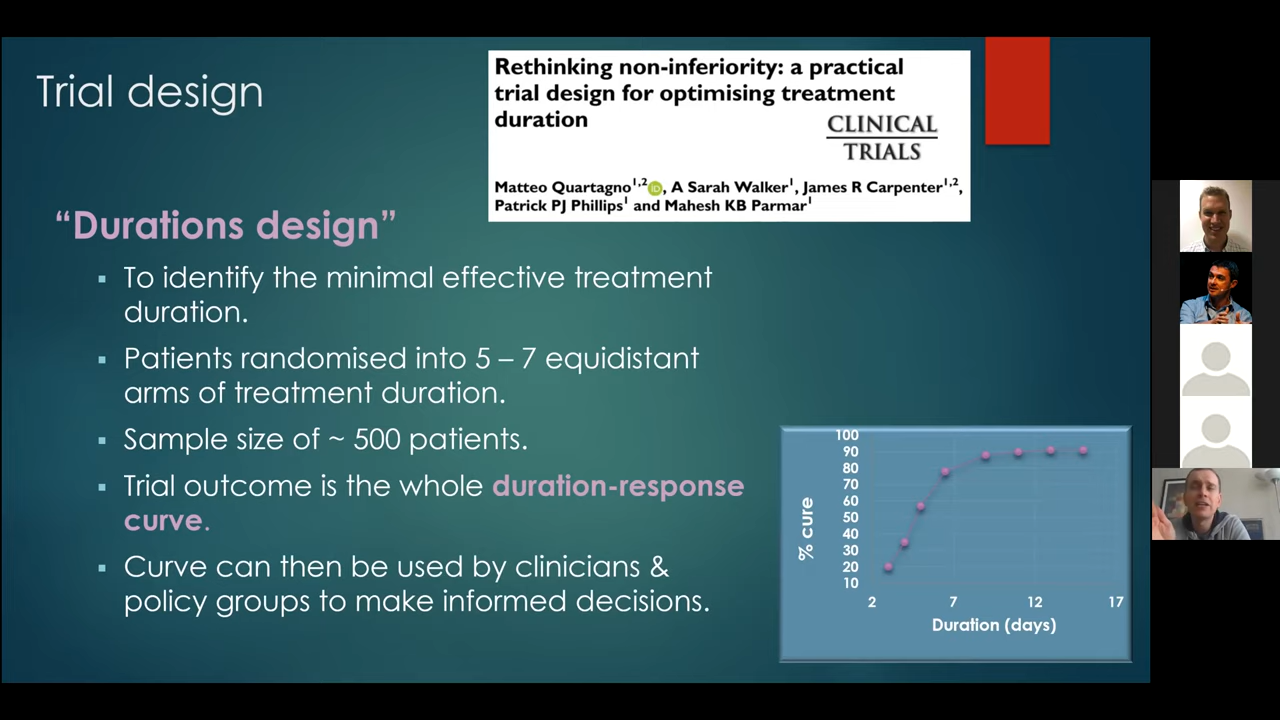 Trial design
Rethinking non-inferiority: a practical
trial design for optimising treatment
duration
CLINICAL
TRIALS
Matteo Quartagno1,2 iD, A Sarah Walker1, James R Carpenter1,2,
Patrick PJ Phillips1 and Mahesh KB Parmar1
“Durations design”
▪ To identify the minimal effective treatment
duration.
▪ Patients randomised into 5 – 7 equidistant
arms of treatment duration.
▪ Sample size of ~ 500 patients.
▪ Trial outcome is the whole duration-response
curve.
▪ Curve can then be used by clinicians &
policy groups to make informed decisions.
% cure
100
90
80
70
60
50
40
30
20
10
2 7 12 17
Duration (days)